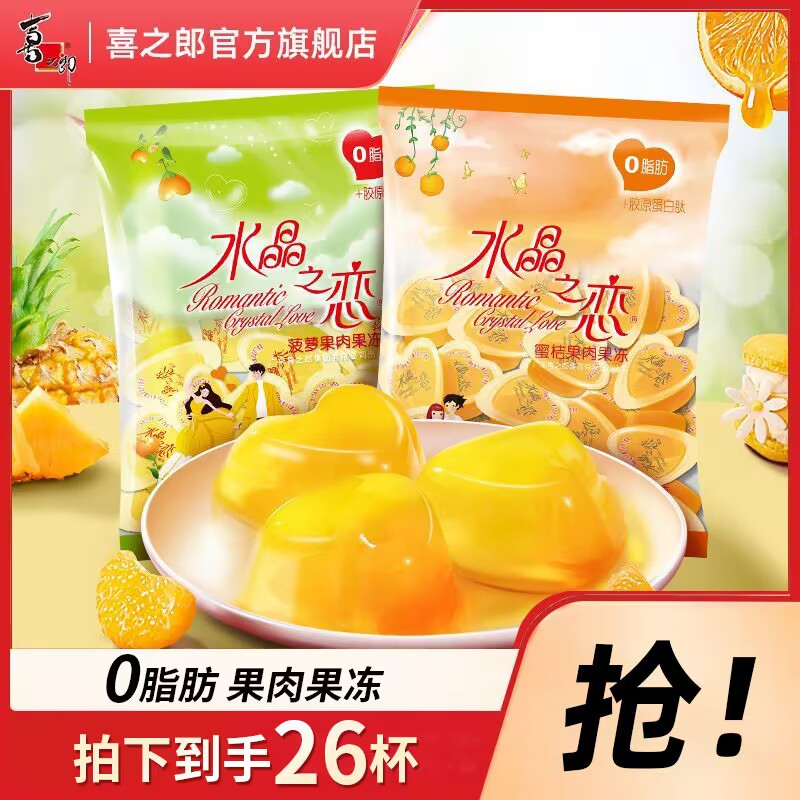 喜之郎
喜之郎官方旗舰店
0脂肪
+胶原
水晶之恋
Romantic
Crystal Love
菠萝果肉果冻
0脂肪
+胶原蛋白肽
水晶之恋
Romantic
Crystal Love
蜜桔果肉果冻
0脂肪 果肉果冻
拍下到手26杯
抢!